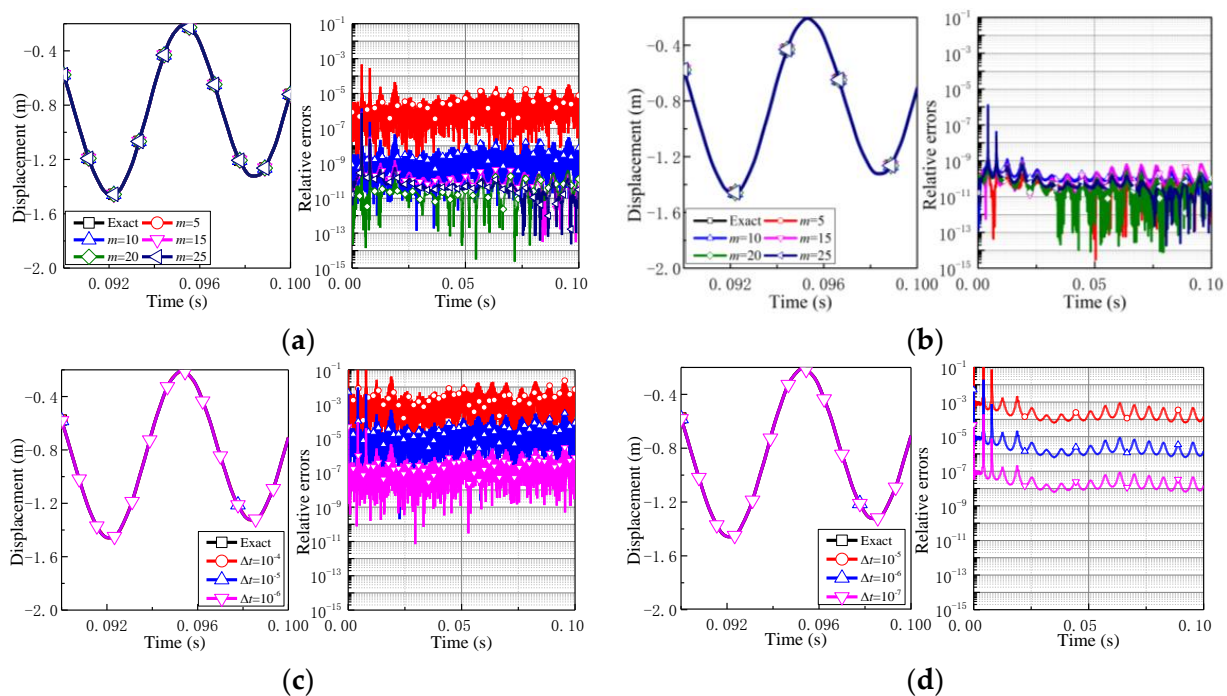 Displacement (m)
−0.4
−0.8
−1.2
−1.6
−2.0
0.092 0.096 0.100
Time (s)
Exact m=5
m=10 m=15
m=20 m=25
Relative errors
10⁻¹
10⁻³
10⁻⁵
10⁻⁷
10⁻⁹
10⁻¹¹
10⁻¹³
10⁻¹⁵
0.00 0.05 0.10
Time (s)
(a)
Displacement (m)
−0.4
−0.8
−1.2
−1.6
−2.0
0.092 0.096 0.100
Time (s)
Exact m=5
m=10 m=15
m=20 m=25
Relative errors
10⁻¹
10⁻³
10⁻⁵
10⁻⁷
10⁻⁹
10⁻¹¹
10⁻¹³
10⁻¹⁵
0.00 0.05 0.10
Time (s)
(b)
Displacement (m)
−0.4
−0.8
−1.2
−1.6
−2.0
0.092 0.096 0.100
Time (s)
Exact
Δt=10⁻⁴
Δt=10⁻⁵
Δt=10⁻⁶
Relative errors
10⁻¹
10⁻³
10⁻⁵
10⁻⁷
10⁻⁹
10⁻¹¹
10⁻¹³
10⁻¹⁵
0.00 0.05 0.10
Time (s)
(c)
Displacement (m)
−0.4
−0.8
−1.2
−1.6
−2.0
0.092 0.096 0.100
Time (s)
Exact
Δt=10⁻⁵
Δt=10⁻⁶
Δt=10⁻⁷
Relative errors
10⁻¹
10⁻³
10⁻⁵
10⁻⁷
10⁻⁹
10⁻¹¹
10⁻¹³
10⁻¹⁵
0.00 0.05 0.10
Time (s)
(d)